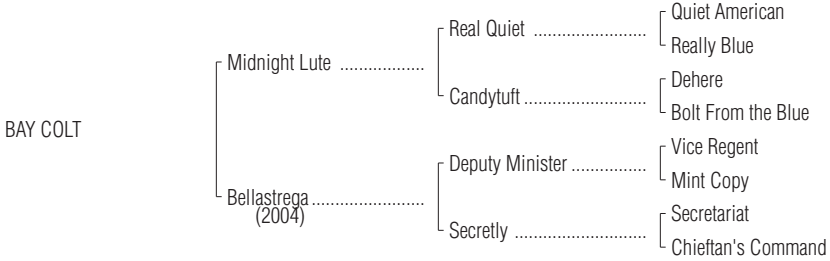 Quiet American
Real Quiet ........................
Really Blue
Midnight Lute ..................
Dehere
Candytuft..........................
Bolt From the Blue
BAY COLT
Vice Regent
Deputy Minister ................
Mint Copy
Bellastrega........................
(2004)
Secretariat
Secretly ............................
Chieftan's Command